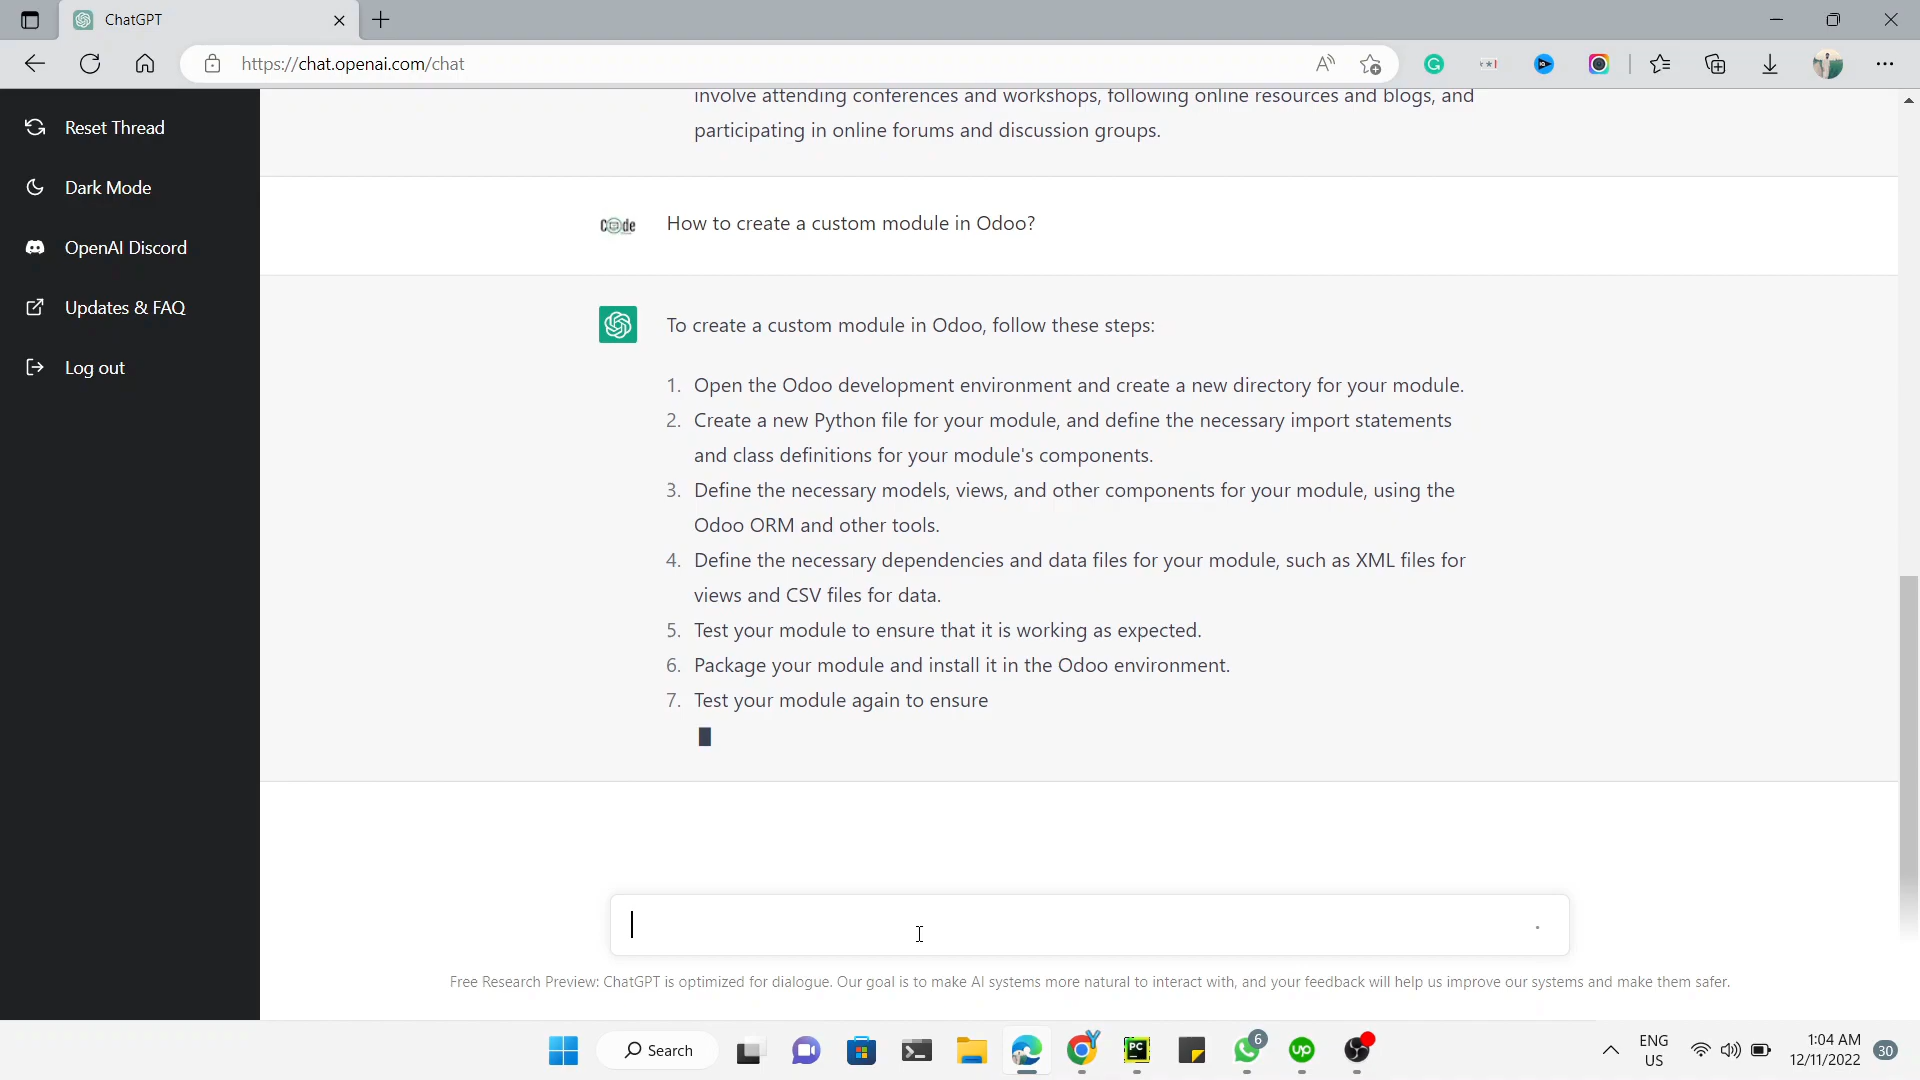 ChatGPT
https://chat.openai.com/chat
Reset Thread
Dark Mode
OpenAI Discord
Updates & FAQ
Log out
involve attending conferences and workshops, following online resources and blogs, and
participating in online forums and discussion groups.
Code
How to create a custom module in Odoo?
To create a custom module in Odoo, follow these steps:
1. Open the Odoo development environment and create a new directory for your module.
2. Create a new Python file for your module, and define the necessary import statements
and class definitions for your module's components.
3. Define the necessary models, views, and other components for your module, using the
Odoo ORM and other tools.
4. Define the necessary dependencies and data files for your module, such as XML files for
views and CSV files for data.
5. Test your module to ensure that it is working as expected.
6. Package your module and install it in the Odoo environment.
7. Test your module again to ensure
Free Research Preview: ChatGPT is optimized for dialogue. Our goal is to make AI systems more natural to interact with, and your feedback will help us improve our systems and make them safer.
Search
PC
6
up
ENG
US
1:04 AM
12/11/2022
30